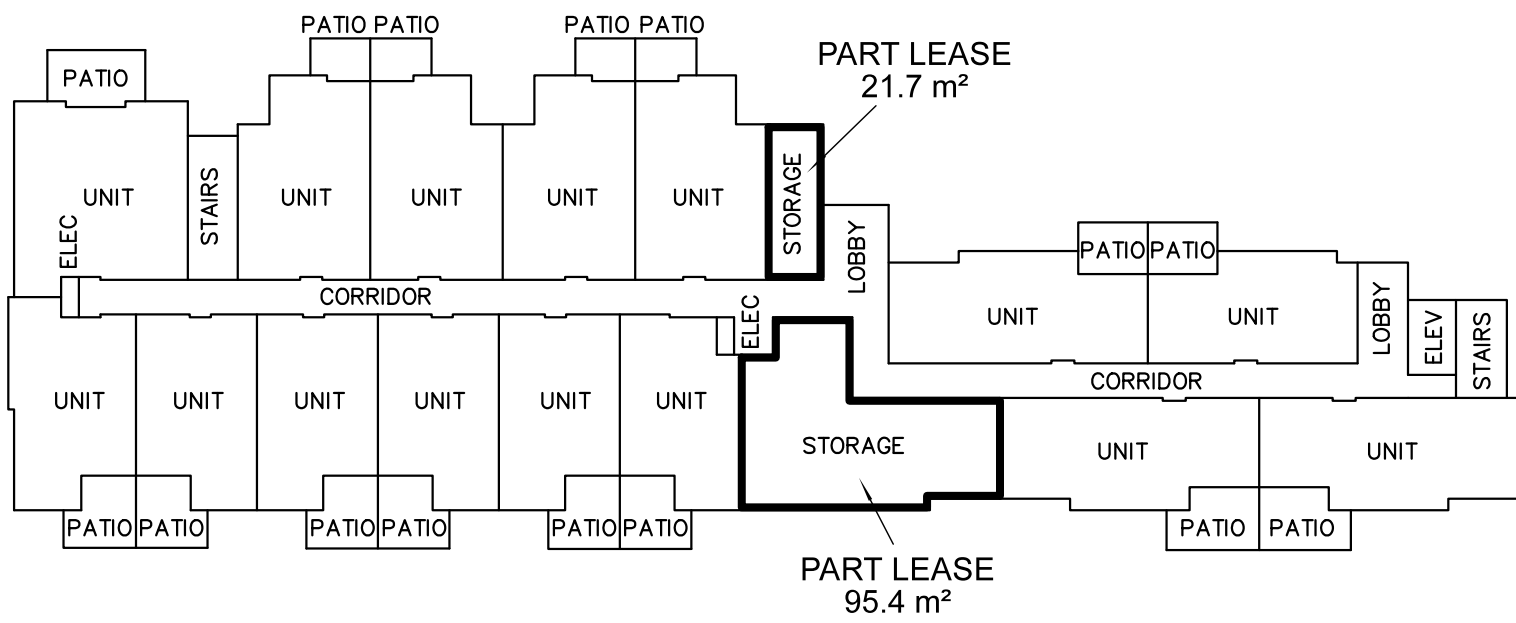 PATIO PATIO
PATIO PATIO
PART LEASE
21.7 m²
PATIO
UNIT
STAIRS
UNIT
UNIT
UNIT
UNIT
STORAGE
ELEC
LOBBY
PATIO
PATIO
CORRIDOR
ELEC
UNIT
UNIT
LOBBY
ELEV
STAIRS
CORRIDOR
UNIT
UNIT
UNIT
UNIT
UNIT
UNIT
STORAGE
UNIT
UNIT
PATIO
PATIO
PATIO
PATIO
PATIO
PATIO
PATIO
PATIO
PART LEASE
95.4 m²